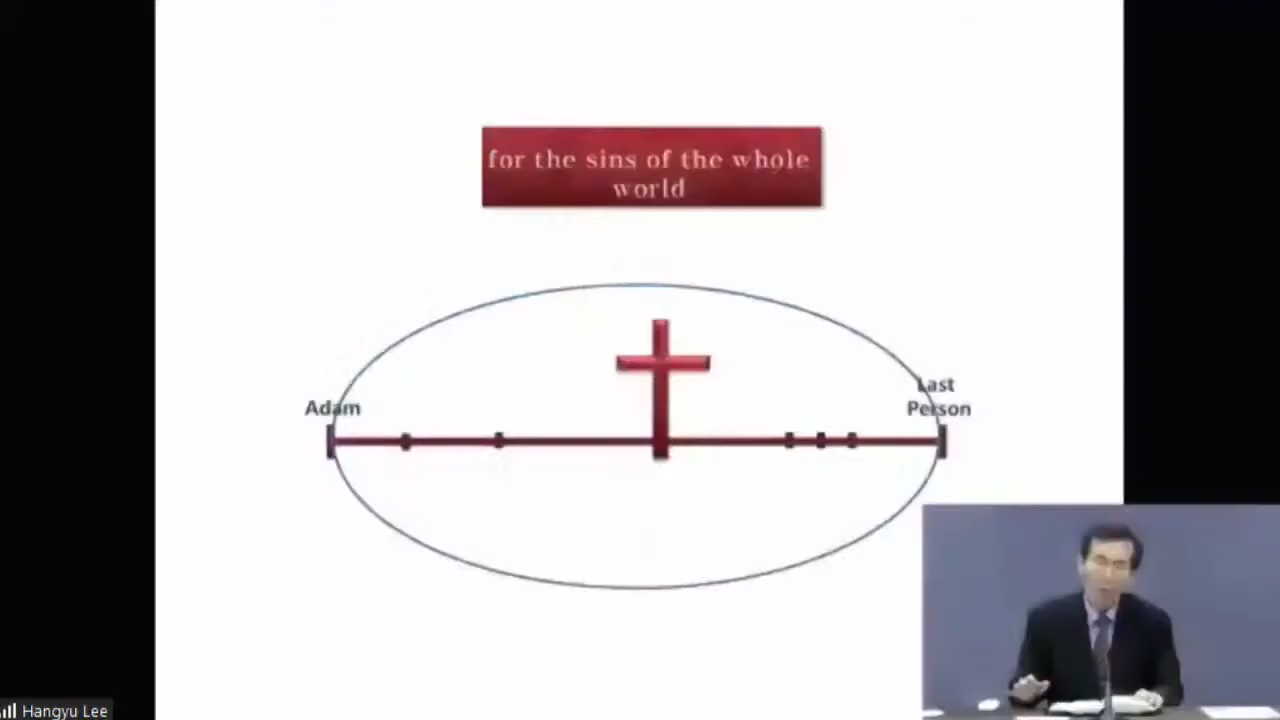 for the sins of the whole
world
Adam
Last
Person
Hangyu Lee